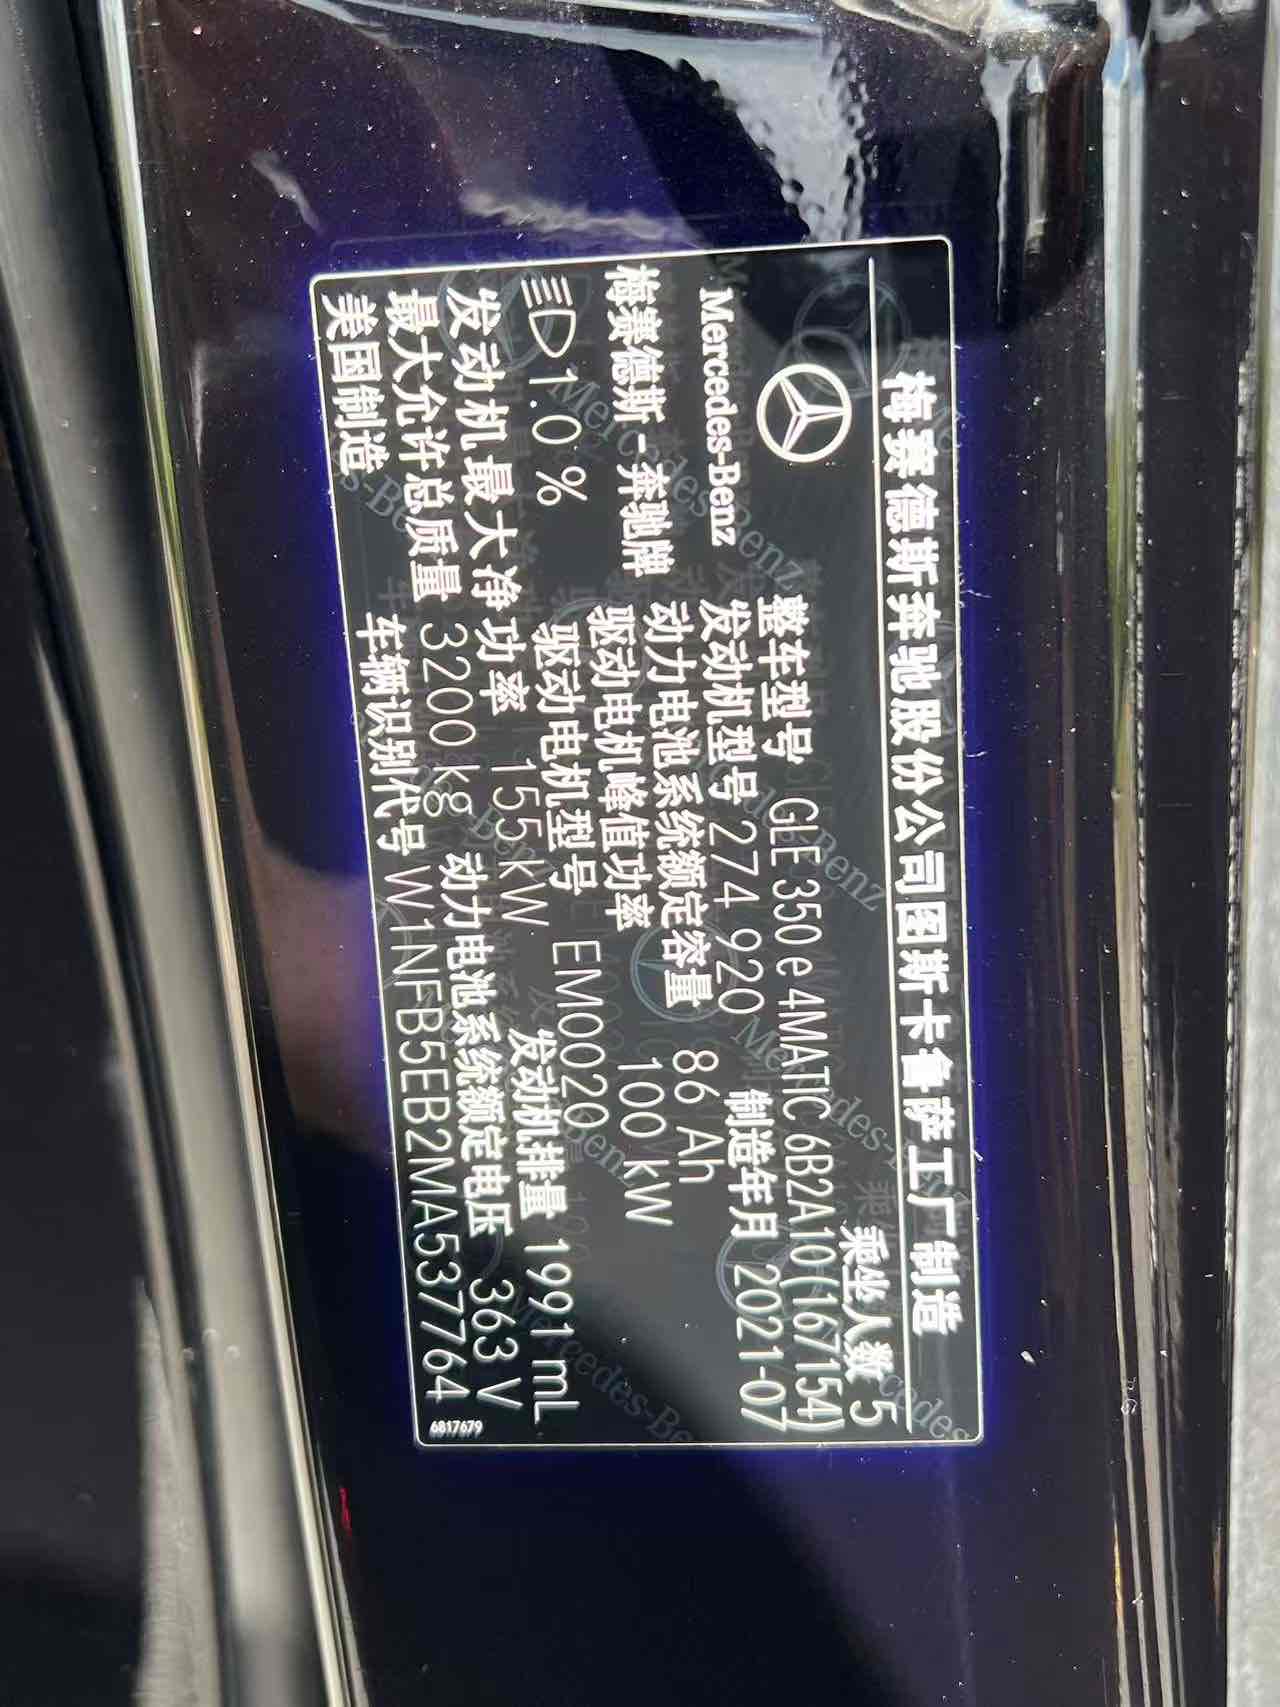 梅赛德斯奔驰股份公司图斯卡鲁萨工厂制造
乘坐人数 5
整车型号 GLE 350 e 4MATIC 6B2A10(167154)
Mercedes-Benz
发动机型号 274 920 制造年月 2021-07
动力电池系统额定容量 86 Ah
梅赛德斯-奔驰牌 驱动电机峰值功率 100 kW
1.0% 驱动电机型号 EM0020
发动机最大净功率 155kW 发动机排量 1991 mL
最大允许总质量 3200 kg 动力电池系统额定电压 363 V
美国制造 车辆识别代号 W1NFB5EB2MA537764
6817679